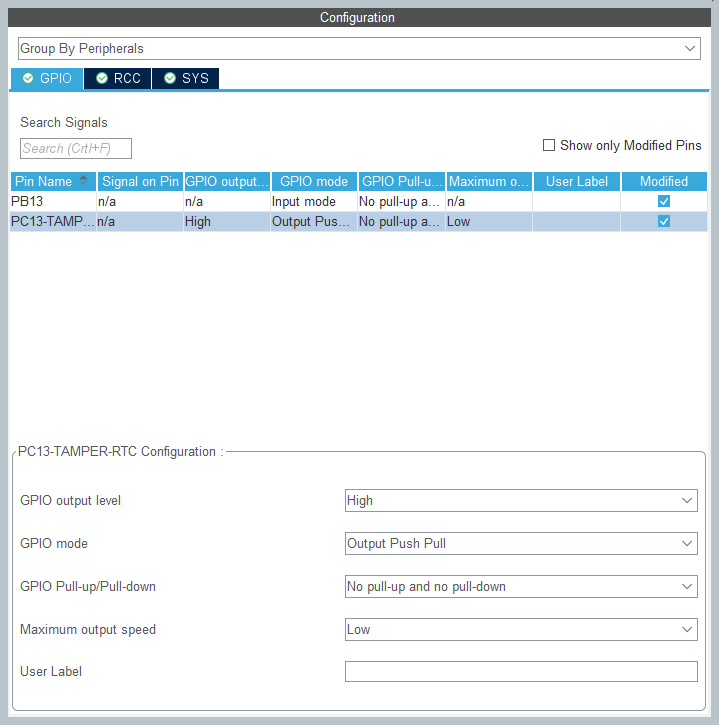 Configuration
Group By Peripherals
GPIO RCC SYS
Search Signals
Search (CrtI+F)
Show only Modified Pins
Pin Name Signal on Pin GPIO output... GPIO mode GPIO Pull-u... Maximum o... User Label Modified
PB13 n/a n/a Input mode No pull-up a... n/a
PC13-TAMP... n/a High Output Pus... No pull-up a... Low
PC13-TAMPER-RTC Configuration :
GPIO output level High
GPIO mode Output Push Pull
GPIO Pull-up/Pull-down No pull-up and no pull-down
Maximum output speed Low
User Label